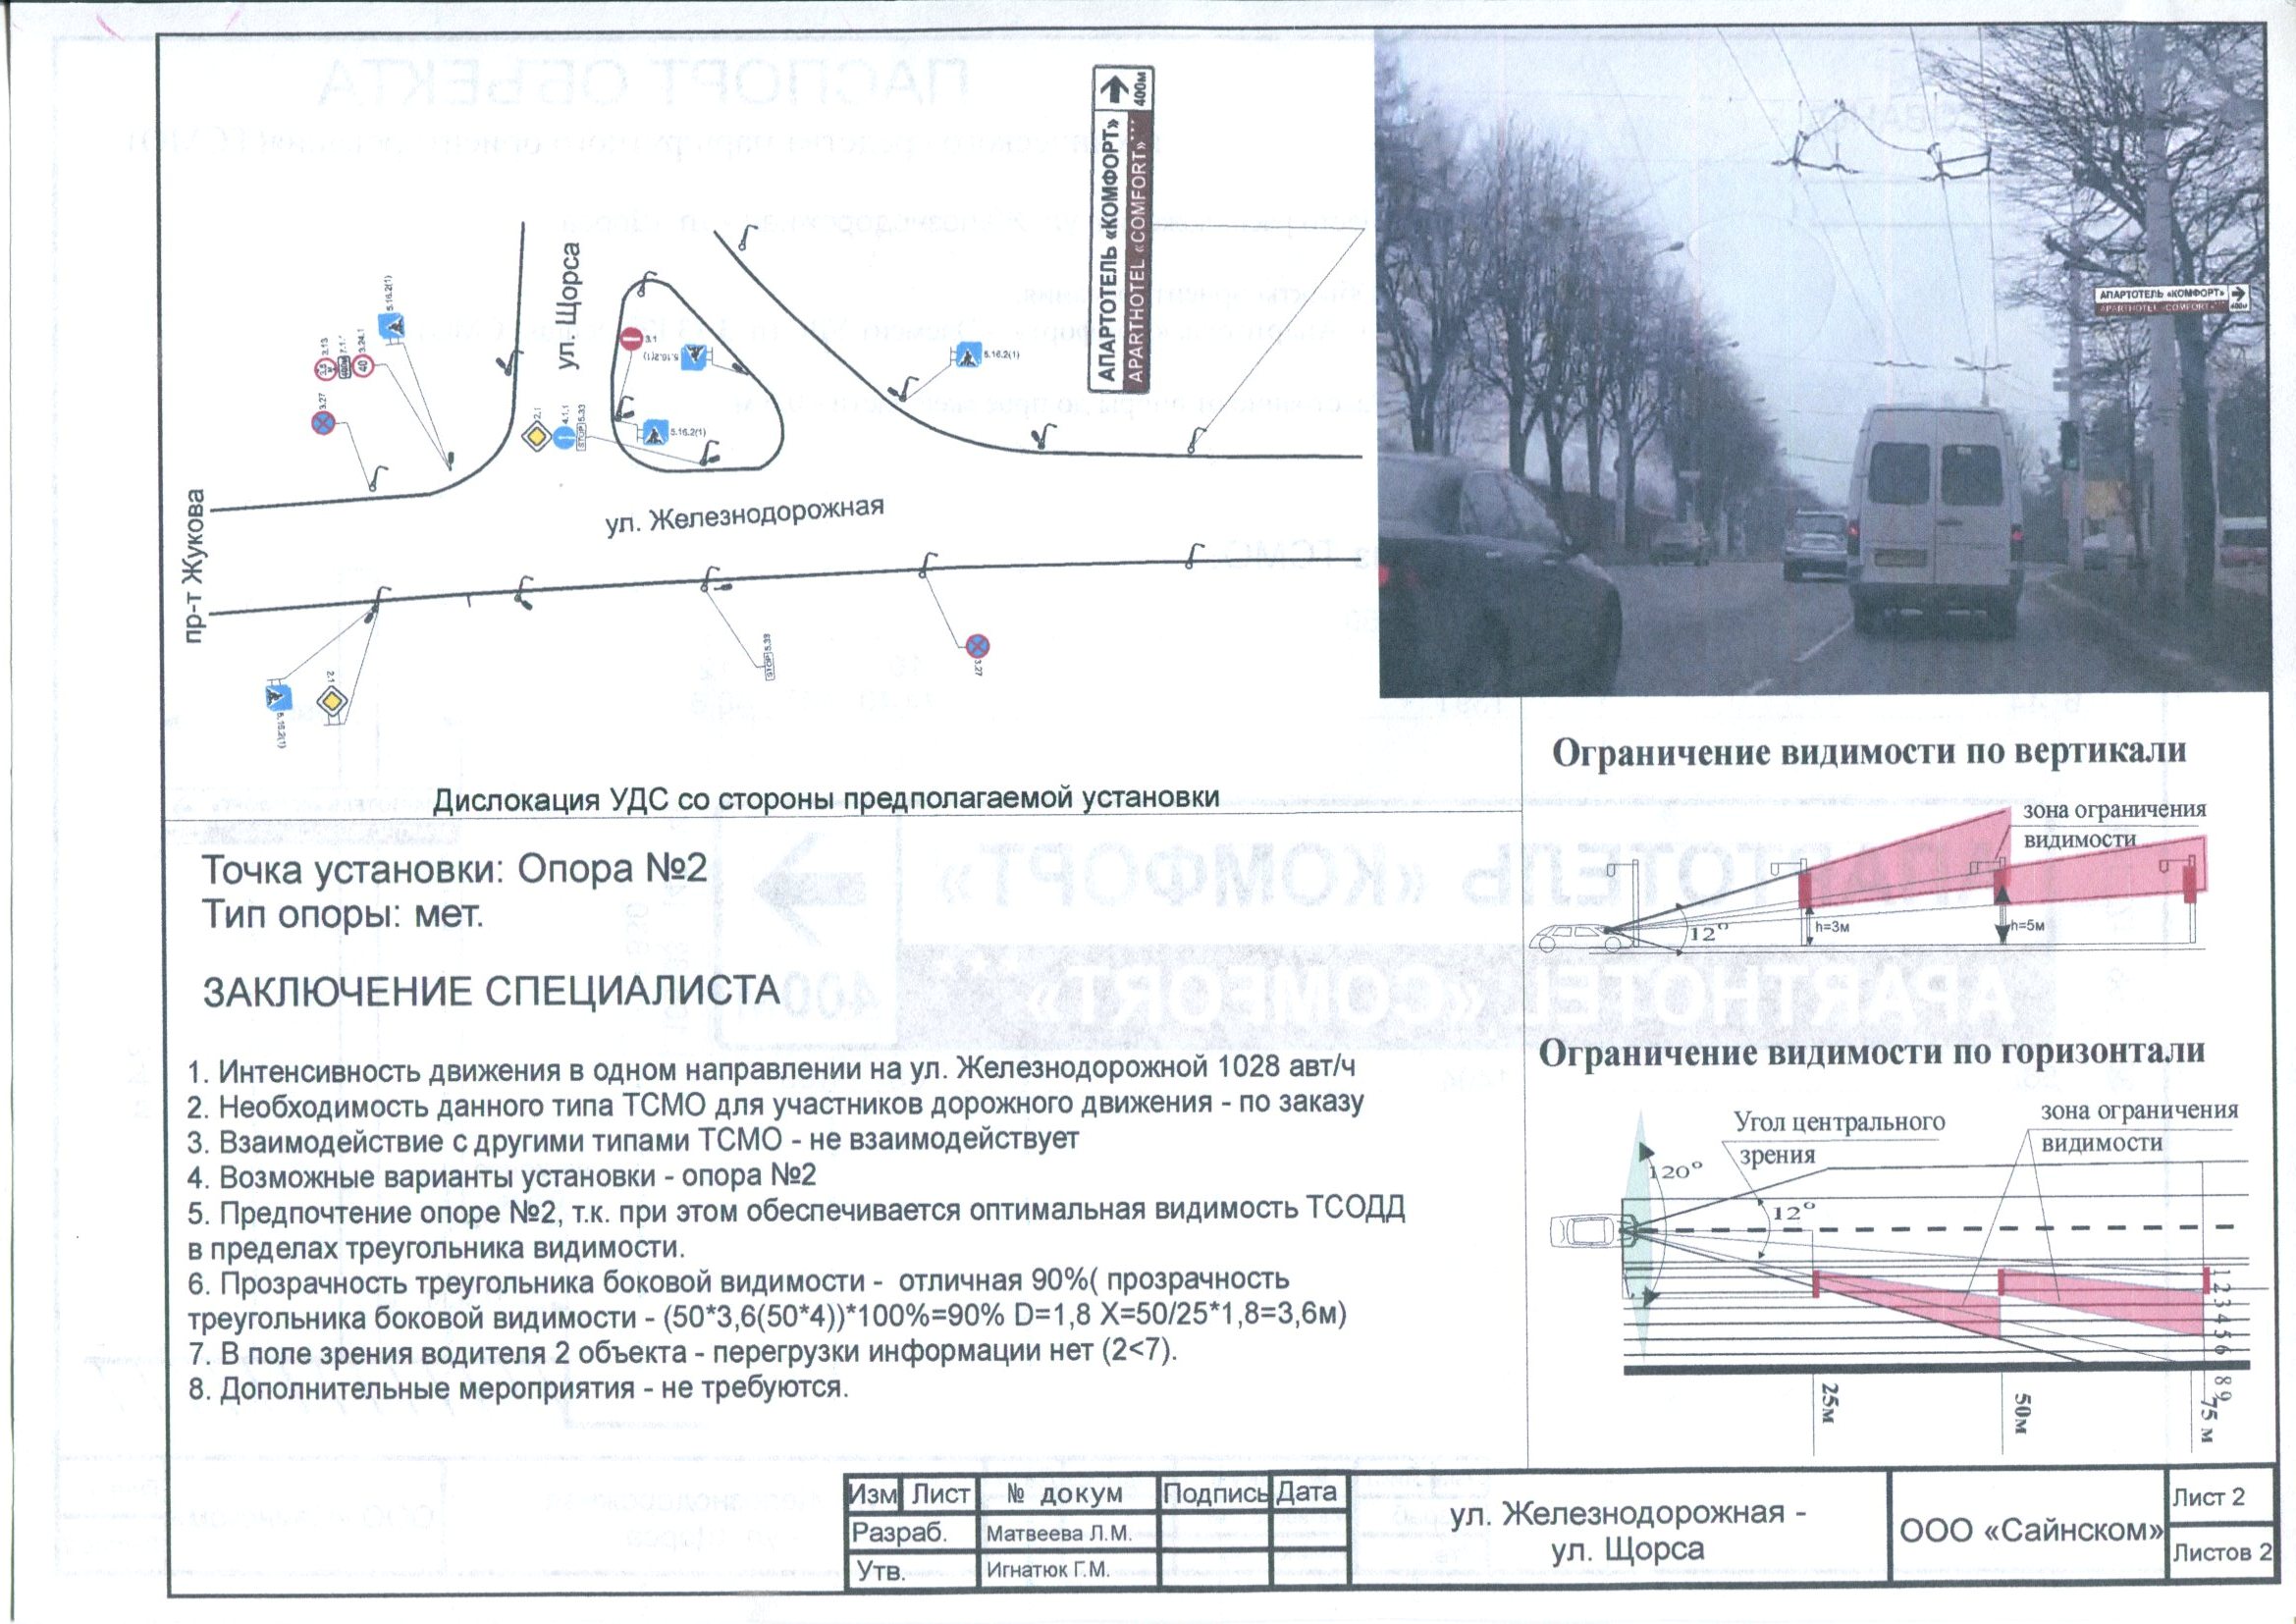 АПАРТОТЕЛЬ «КОМФОРТ»
APARTHOTEL «COMFORT»
400м
ул. Щорса
5.16.2(1)
3.13
7.1.1
3.24.1
40
3.27
3.1
5.16.2(1)
2.1
4.1.1
STOP 5.33
5.16.2(1)
5.16.2(1)
ул. Железнодорожная
пр-т Жукова
5.16.2(1)
2.1
STOP 5.33
3.27
АПАРТОТЕЛЬ «КОМФОРТ»
APARTHOTEL «COMFORT»
400м
Дислокация УДС со стороны предполагаемой установки
Точка установки: Опора №2
Тип опоры: мет.
ЗАКЛЮЧЕНИЕ СПЕЦИАЛИСТА
1. Интенсивность движения в одном направлении на ул. Железнодорожной 1028 авт/ч
2. Необходимость данного типа ТСМО для участников дорожного движения - по заказу
3. Взаимодействие с другими типами ТСМО - не взаимодействует
4. Возможные варианты установки - опора №2
5. Предпочтение опоре №2, т.к. при этом обеспечивается оптимальная видимость ТСОДД
в пределах треугольника видимости.
6. Прозрачность треугольника боковой видимости - отличная 90%( прозрачность
треугольника боковой видимости - (50*3,6(50*4))*100%=90% D=1,8 X=50/25*1,8=3,6м)
7. В поле зрения водителя 2 объекта - перегрузки информации нет (2<7).
8. Дополнительные мероприятия - не требуются.
Ограничение видимости по вертикали
зона ограничения
видимости
12°
h=3м
h=5м
Ограничение видимости по горизонтали
Угол центрального
зрения
зона ограничения
видимости
120°
12°
1 2 3 4 5 6 8 9
25м
50м
75 м
Изм Лист № докум Подпись Дата
Разраб. Матвеева Л.М.
Утв. Игнатюк Г.М.
ул. Железнодорожная -
ул. Щорса
ООО «Сайнском»
Лист 2
Листов 2